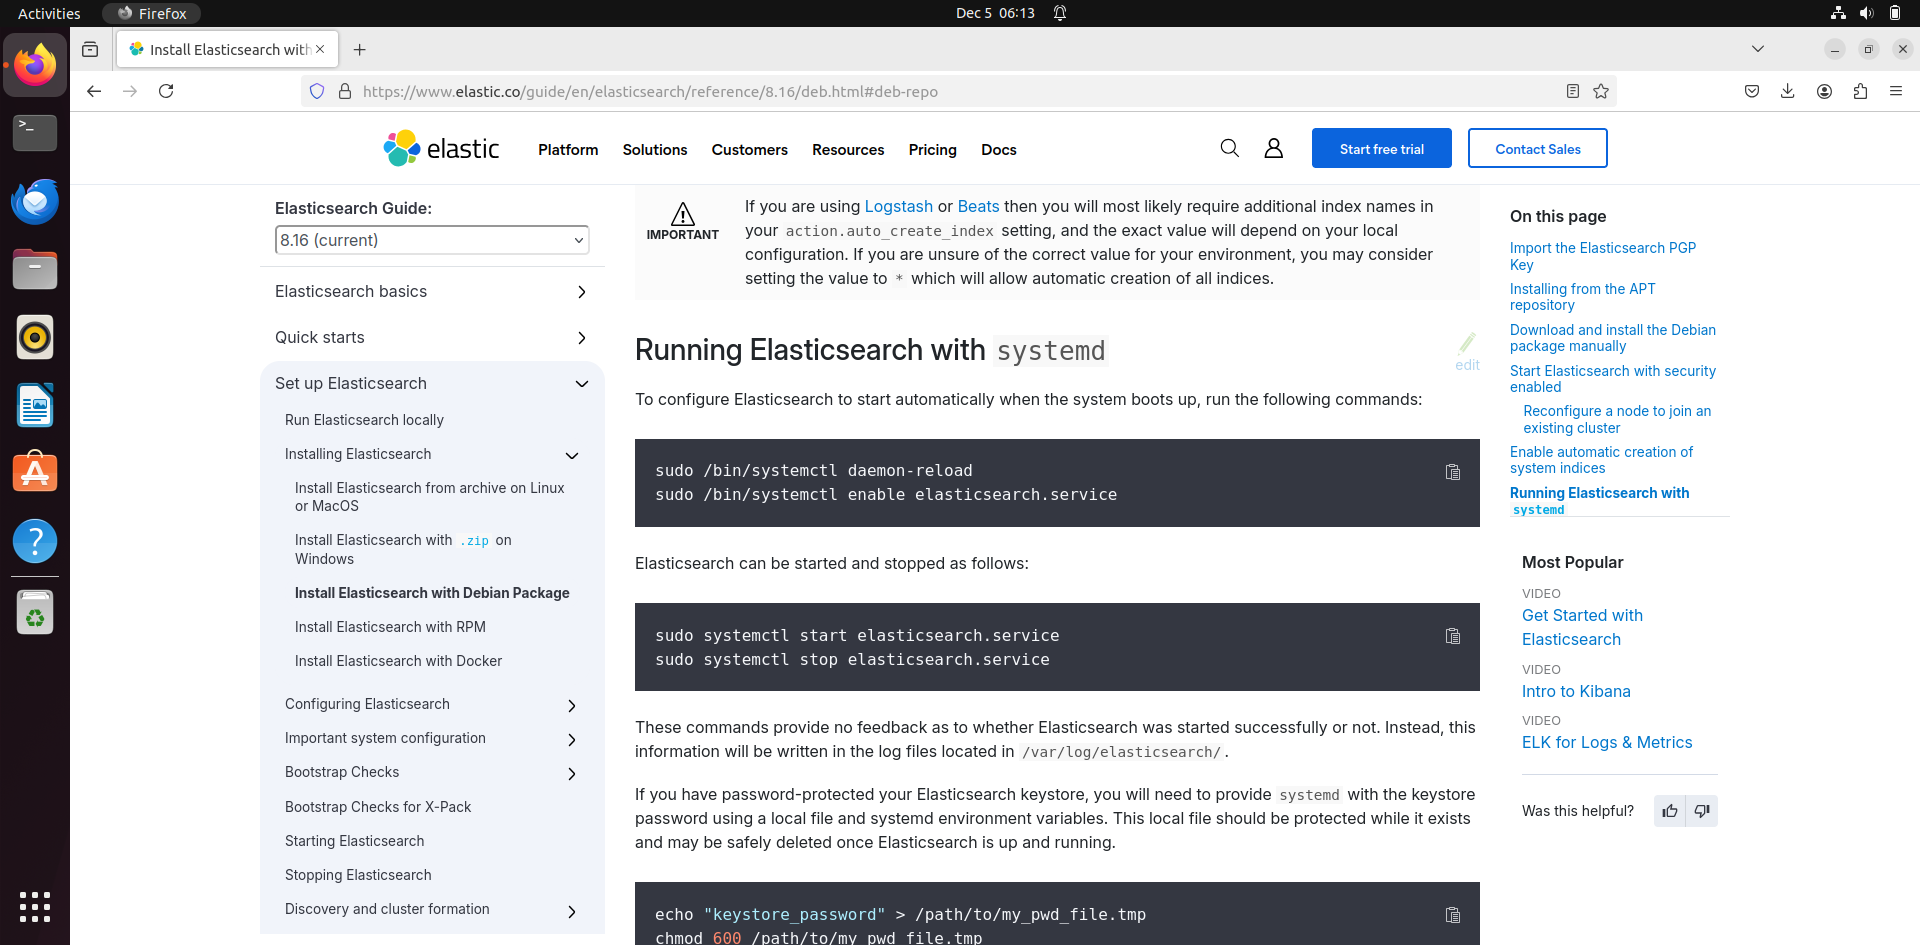 Activities
Firefox
Dec 5 06:13
Install Elasticsearch with
https://www.elastic.co/guide/en/elasticsearch/reference/8.16/deb.html#deb-repo
elastic
Platform
Solutions
Customers
Resources
Pricing
Docs
Start free trial
Contact Sales
Elasticsearch Guide:
8.16 (current)
Elasticsearch basics
Quick starts
Set up Elasticsearch
Run Elasticsearch locally
Installing Elasticsearch
Install Elasticsearch from archive on Linux
or MacOS
Install Elasticsearch with .zip on
Windows
Install Elasticsearch with Debian Package
Install Elasticsearch with RPM
Install Elasticsearch with Docker
Configuring Elasticsearch
Important system configuration
Bootstrap Checks
Bootstrap Checks for X-Pack
Starting Elasticsearch
Stopping Elasticsearch
Discovery and cluster formation
IMPORTANT
If you are using Logstash or Beats then you will most likely require additional index names in
your action.auto_create_index setting, and the exact value will depend on your local
configuration. If you are unsure of the correct value for your environment, you may consider
setting the value to * which will allow automatic creation of all indices.
Running Elasticsearch with systemd
edit
To configure Elasticsearch to start automatically when the system boots up, run the following commands:
sudo /bin/systemctl daemon-reload
sudo /bin/systemctl enable elasticsearch.service
Elasticsearch can be started and stopped as follows:
sudo systemctl start elasticsearch.service
sudo systemctl stop elasticsearch.service
These commands provide no feedback as to whether Elasticsearch was started successfully or not. Instead, this
information will be written in the log files located in /var/log/elasticsearch/.
If you have password-protected your Elasticsearch keystore, you will need to provide systemd with the keystore
password using a local file and systemd environment variables. This local file should be protected while it exists
and may be safely deleted once Elasticsearch is up and running.
echo "keystore_password" > /path/to/my_pwd_file.tmp
chmod 600 /path/to/my_pwd_file.tmp
On this page
Import the Elasticsearch PGP
Key
Installing from the APT
repository
Download and install the Debian
package manually
Start Elasticsearch with security
enabled
Reconfigure a node to join an
existing cluster
Enable automatic creation of
system indices
Running Elasticsearch with
systemd
Most Popular
VIDEO
Get Started with
Elasticsearch
VIDEO
Intro to Kibana
VIDEO
ELK for Logs & Metrics
Was this helpful?